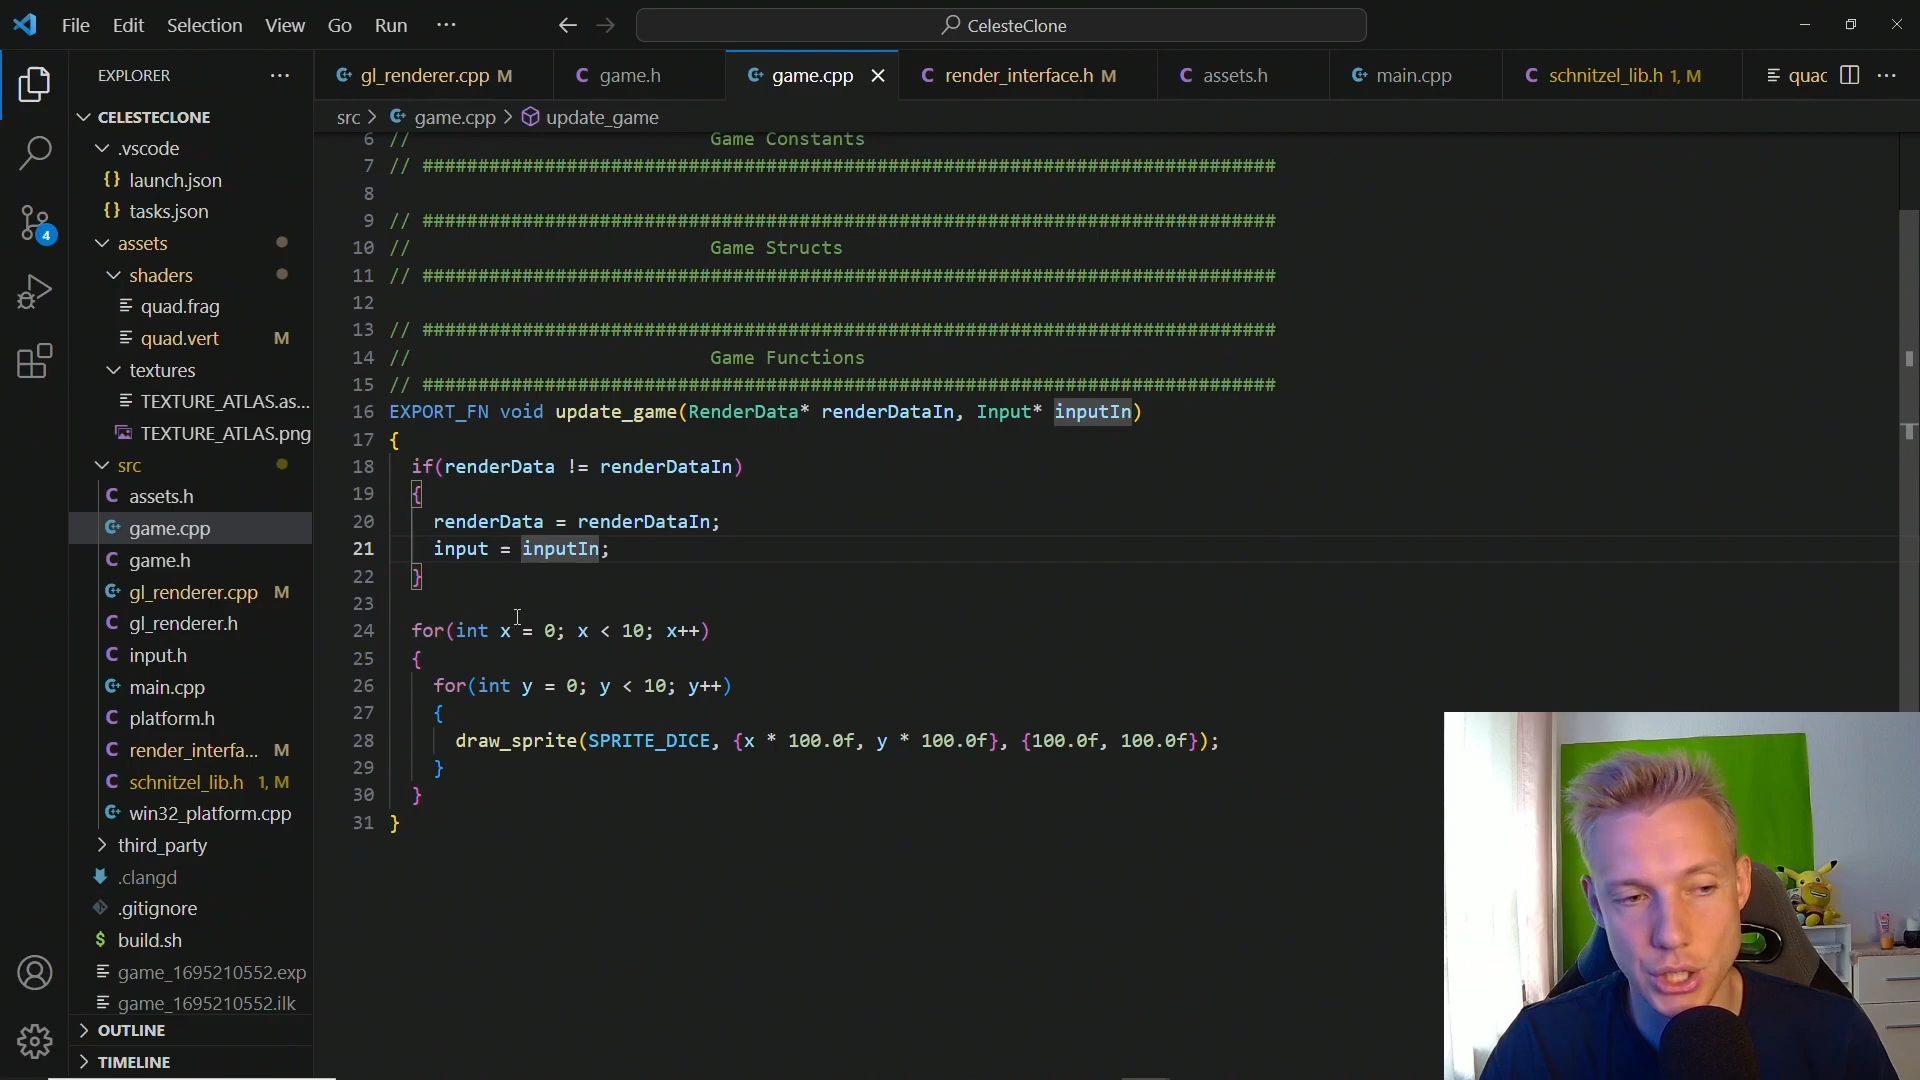 File Edit Selection View Go Run ··· CelesteClone
EXPLORER ···
gl_renderer.cpp M game.h game.cpp render_interface.h M assets.h main.cpp schnitzel_lib.h 1, M quac ···
src > game.cpp > update_game
CELESTECLONE
.vscode
{} launch.json
{} tasks.json
assets
shaders
quad.frag
quad.vert M
textures
TEXTURE_ATLAS.as...
TEXTURE_ATLAS.png
src
assets.h
game.cpp
game.h
gl_renderer.cpp M
gl_renderer.h
input.h
main.cpp
platform.h
render_interfa... M
schnitzel_lib.h 1, M
win32_platform.cpp
third_party
.clangd
.gitignore
$ build.sh
game_1695210552.exp
game_1695210552.ilk
OUTLINE
TIMELINE
4
6 // Game Constants
7 // #############################################################################
8
9 // #############################################################################
10 // Game Structs
11 // #############################################################################
12
13 // #############################################################################
14 // Game Functions
15 // #############################################################################
16 EXPORT_FN void update_game(RenderData* renderDataIn, Input* inputIn)
17 {
18 if(renderData != renderDataIn)
19 {
20 renderData = renderDataIn;
21 input = inputIn;
22 }
23
24 for(int x = 0; x < 10; x++)
25 {
26 for(int y = 0; y < 10; y++)
27 {
28 draw_sprite(SPRITE_DICE, {x * 100.0f, y * 100.0f}, {100.0f, 100.0f});
29 }
30 }
31 }